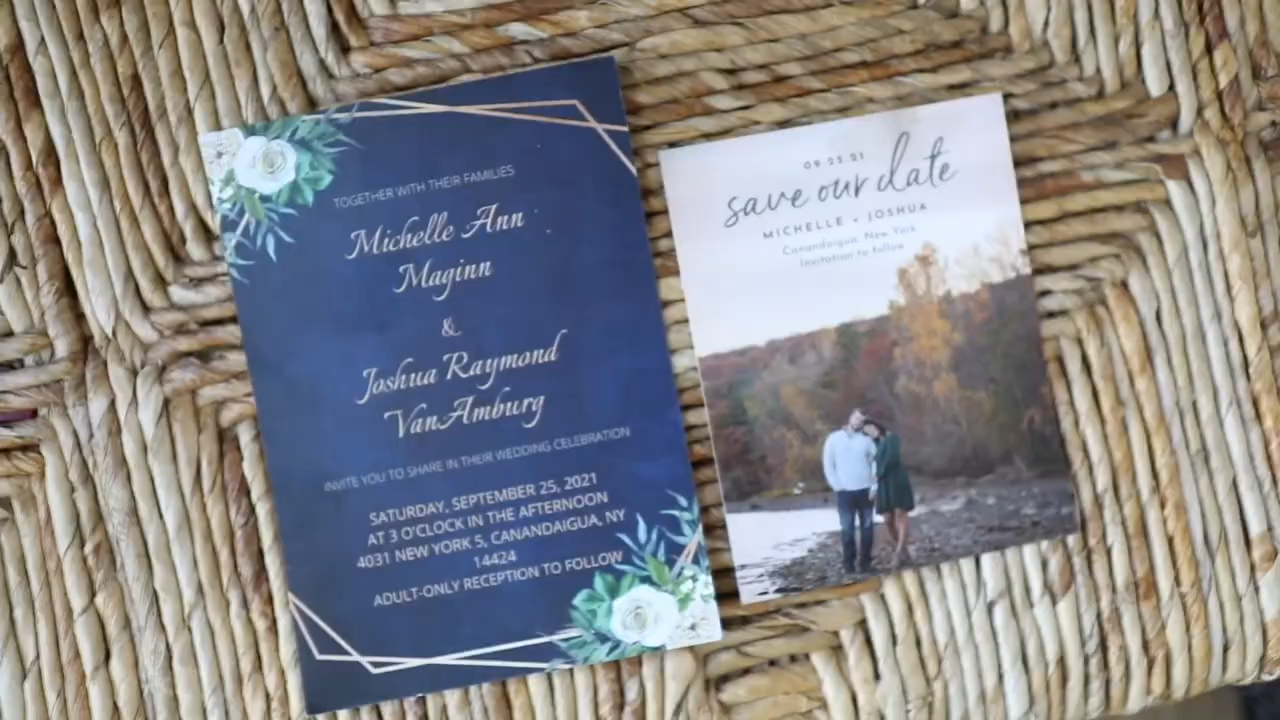 TOGETHER WITH THEIR FAMILIES
Michelle Ann
Maginn
&
Joshua Raymond
VanAmburg
INVITE YOU TO SHARE IN THEIR WEDDING CELEBRATION
SATURDAY, SEPTEMBER 25, 2021
AT 3 O'CLOCK IN THE AFTERNOON
4031 NEW YORK 5, CANANDAIGUA, NY
14424
ADULT-ONLY RECEPTION TO FOLLOW
09 25 21
save our date
MICHELLE + JOSHUA
Canandaigua, New York
Invitation to follow